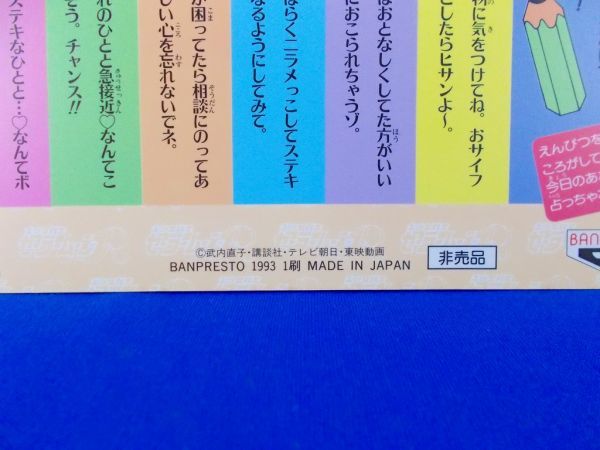 物に気をつけてね。おサイフ
としたらヒサンよ〜。
はおとなしくしてた方がいい
におこられちゃうゾ。
ばらくニラメっこしてステキ
なるようにしてみて。
が困ってたら相談にのってあ
しい心を忘れないでネ。
れのひとと急接近♡なんてこ
そう。チャンス!!
ステキなひとと…♡なんてボ
えんぴつを
ころがして
今日のあ
占っちゃ
©武内直子・講談社・テレビ朝日・東映動画
BANPRESTO 1993 1刷 MADE IN JAPAN
非売品
BAN